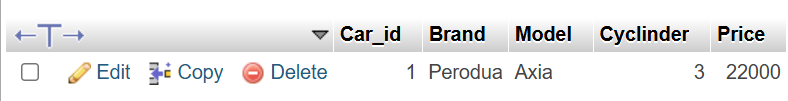 Car_id Brand Model Cyclinder Price
Edit Copy Delete 1 Perodua Axia 3 22000